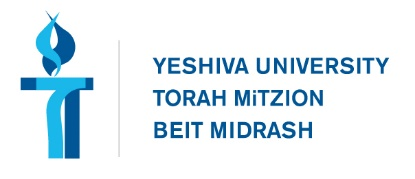 YESHIVA UNIVERSITY
TORAH MiTZION
BEIT MIDRASH